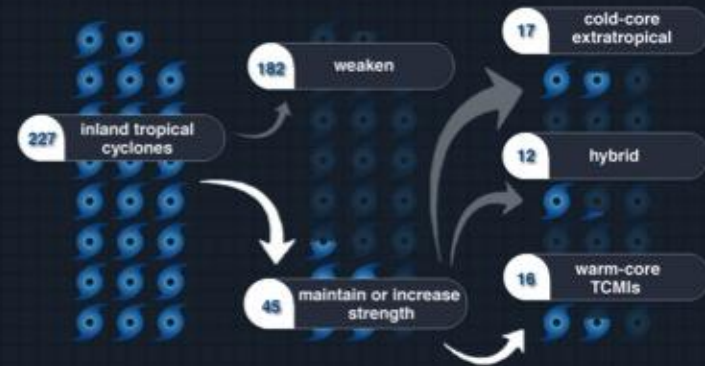 227
inland tropical
cyclones
182
weaken
45
maintain or increase
strength
17
cold-core
extratropical
12
hybrid
16
warm-core
TCMIs